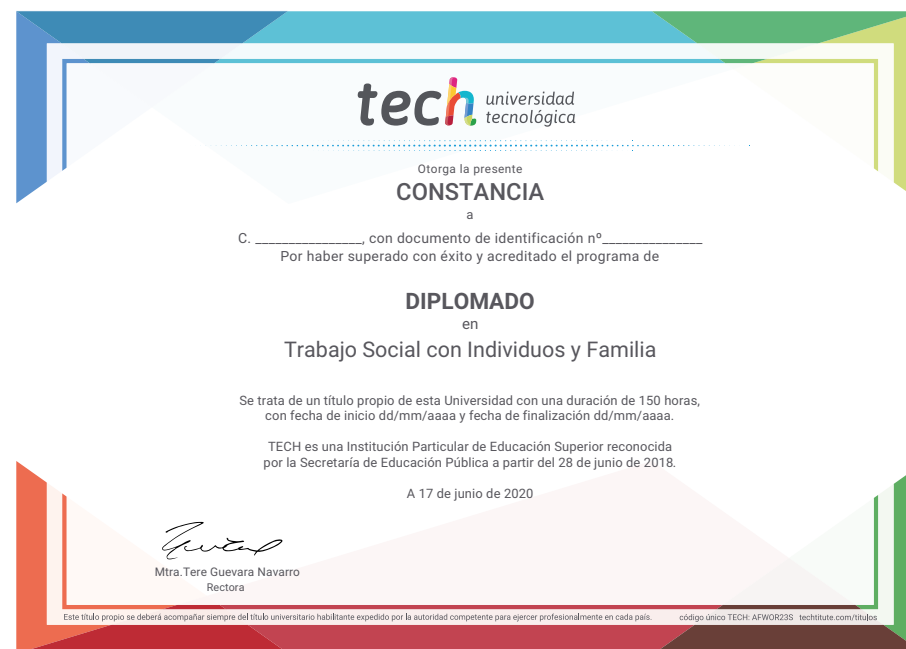 tech universidad
tecnológica
Otorga la presente
CONSTANCIA
a
C. ________________, con documento de identificación nº_______________
Por haber superado con éxito y acreditado el programa de
DIPLOMADO
en
Trabajo Social con Individuos y Familia
Se trata de un título propio de esta Universidad con una duración de 150 horas,
con fecha de inicio dd/mm/aaaa y fecha de finalización dd/mm/aaaa.
TECH es una Institución Particular de Educación Superior reconocida
por la Secretaría de Educación Pública a partir del 28 de junio de 2018.
A 17 de junio de 2020
Mtra.Tere Guevara Navarro
Rectora
Este título propio se deberá acompañar siempre del título universitario habilitante expedido por la autoridad competente para ejercer profesionalmente en cada país. código único TECH: AFWOR23S techtitute.com/titulos